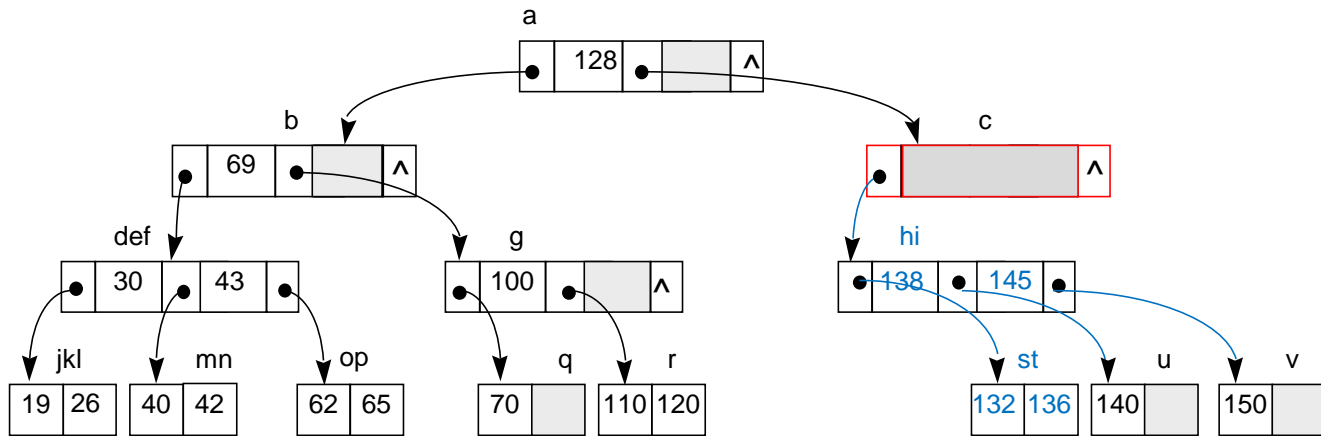 a
128 ^
b c
69 ^ ^
def g hi
30 43 100 ^ 138 145
jkl mn op q r st u v
19 26 40 42 62 65 70 110 120 132 136 140 150